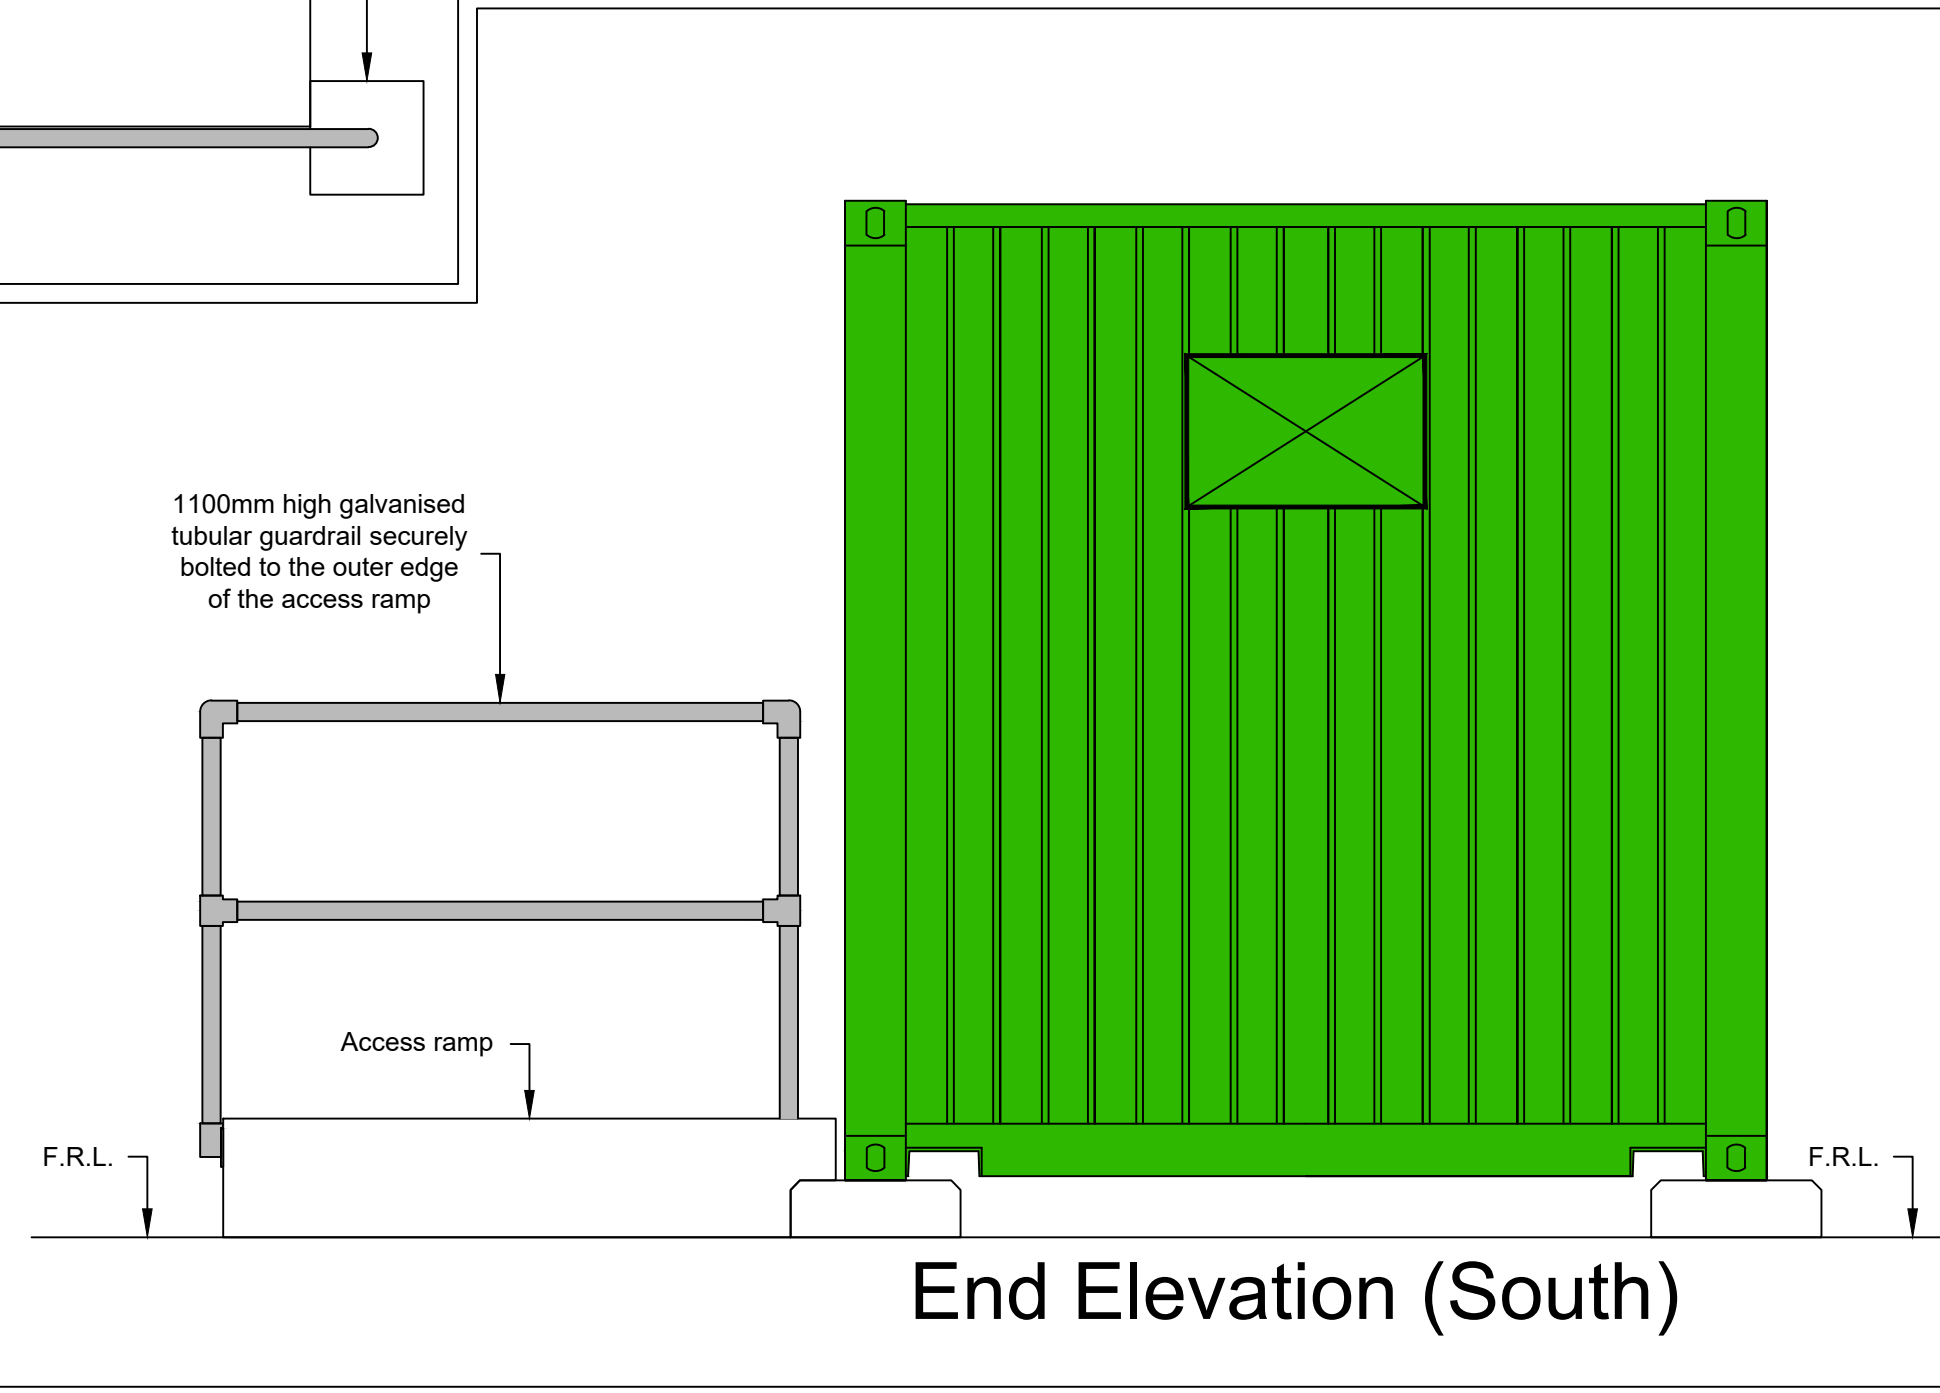 1100mm high galvanised
tubular guardrail securely
bolted to the outer edge
of the access ramp
Access ramp
F.R.L.
F.R.L.
End Elevation (South)